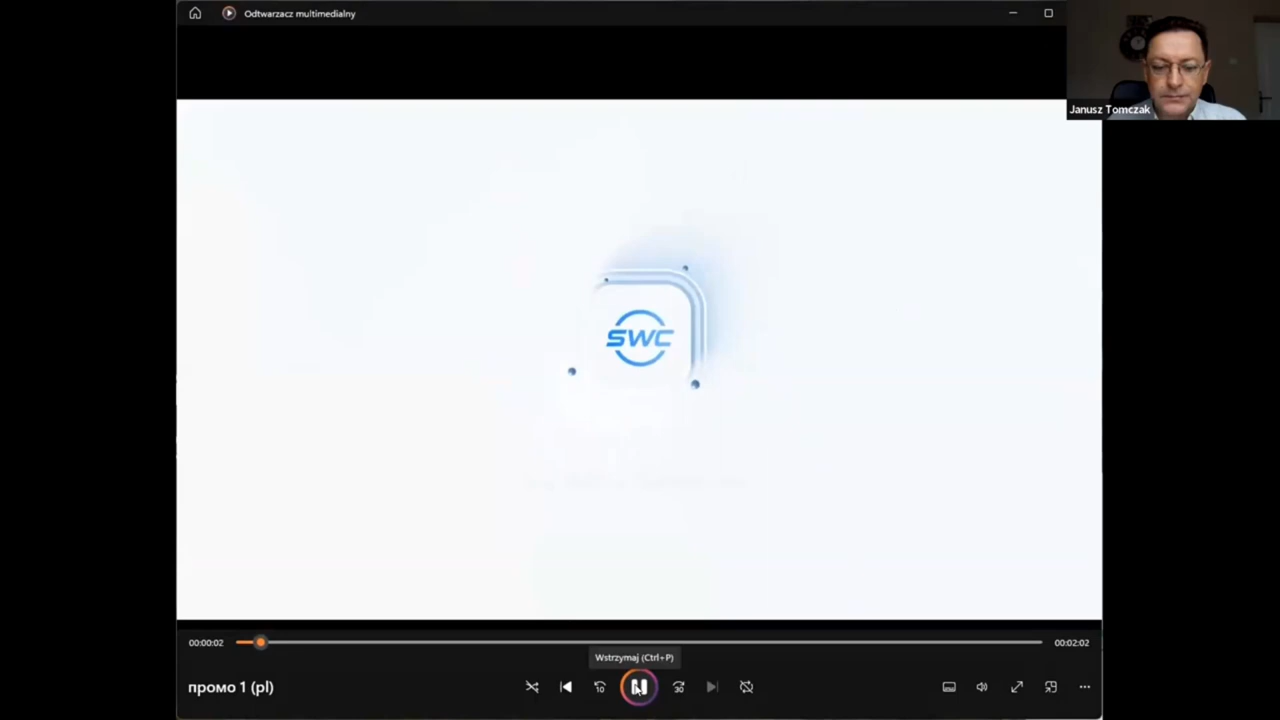 Odtwarzacz multimedialny
Janusz Tomczak
SWC
00:00:02
00:02:02
Wstrzymaj (Ctrl+P)
промо 1 (pl)
10
30